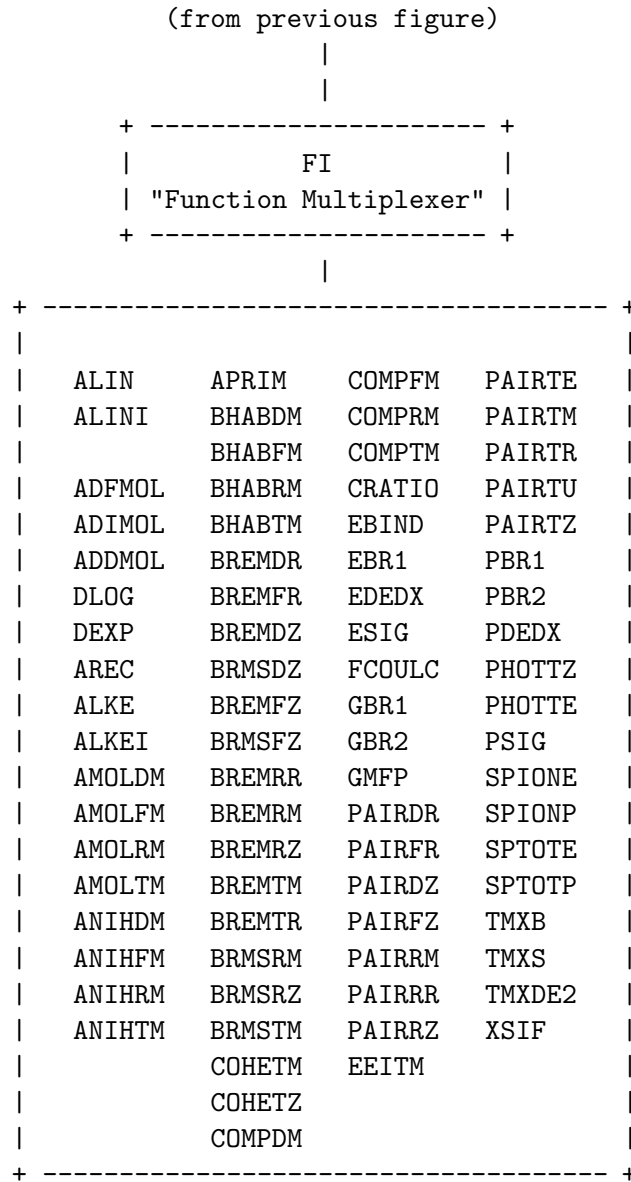 (from previous figure)
|
|
+ ---------------------- +
| FI |
| "Function Multiplexer" |
+ ---------------------- +
|
+ ------------------------------------- +
| |
| ALIN APRIM COMPFM PAIRTE |
| ALINI BHABDM COMPRM PAIRTM |
| BHABFM COMPTM PAIRTR |
| ADFMOL BHABRM CRATIO PAIRTU |
| ADIMOL BHABTM EBIND PAIRTZ |
| ADDMOL BREMDR EBR1 PBR1 |
| DLOG BREMFR EDEDX PBR2 |
| DEXP BREMDZ ESIG PDEDX |
| AREC BRMSDZ FCOULC PHOTTZ |
| ALKE BREMFZ GBR1 PHOTTE |
| ALKEI BRMSFZ GBR2 PSIG |
| AMOLDM BREMRR GMFP SPIONE |
| AMOLFM BREMRM PAIRDR SPIONP |
| AMOLRM BREMRZ PAIRFR SPTOTE |
| AMOLTM BREMTM PAIRDZ SPTOTP |
| ANIHDM BREMTR PAIRFZ TMXB |
| ANIHFM BRMSRM PAIRRM TMXS |
| ANIHRM BRMSRZ PAIRRR TMXDE2 |
| ANIHTM BRMSTM PAIRRZ XSIF |
| COHETM EEITM |
| COHETZ |
| COMPDM |
+ ------------------------------------- +